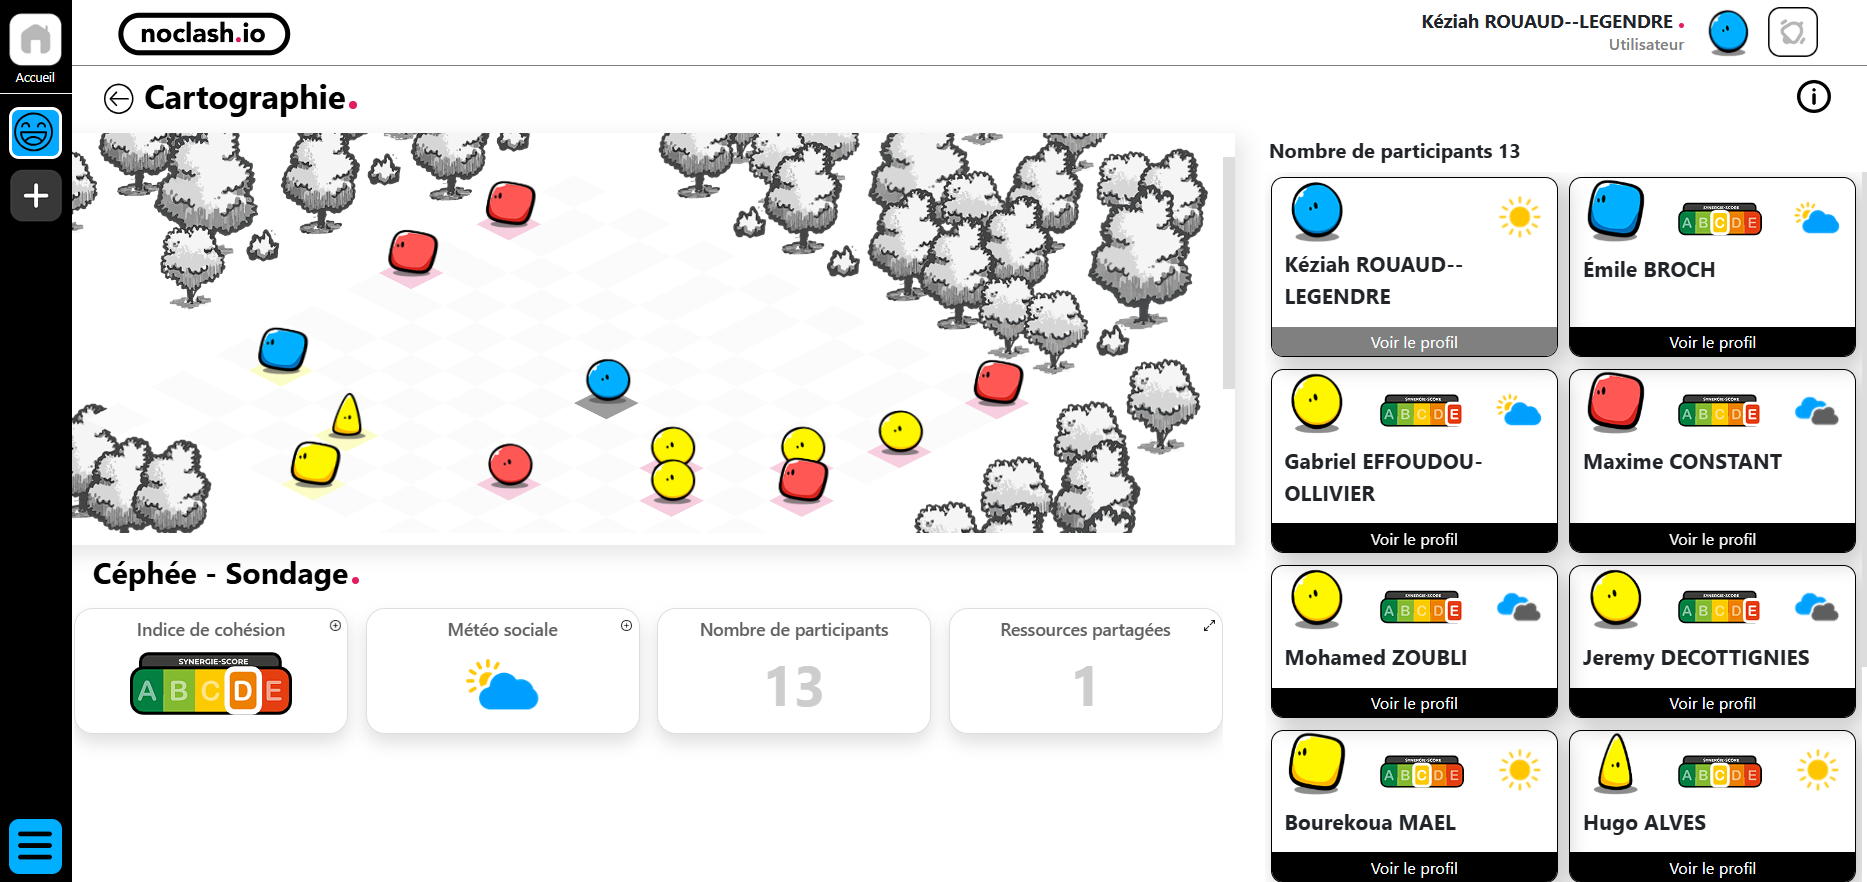 Accueil
noclash.io
Kéziah ROUAUD--LEGENDRE .
Utilisateur
Cartographie.
Nombre de participants 13
Kéziah ROUAUD--
LEGENDRE
Voir le profil
SYNERGIE-SCORE
A B C D E
Émile BROCH
Voir le profil
SYNERGIE-SCORE
A B C D E
Gabriel EFFOUDOU-
OLLIVIER
Voir le profil
SYNERGIE-SCORE
A B C D E
Maxime CONSTANT
Voir le profil
SYNERGIE-SCORE
A B C D E
Mohamed ZOUBLI
Voir le profil
SYNERGIE-SCORE
A B C D E
Jeremy DECOTTIGNIES
Voir le profil
SYNERGIE-SCORE
A B C D E
Bourekoua MAEL
Voir le profil
SYNERGIE-SCORE
A B C D E
Hugo ALVES
Voir le profil
Céphée - Sondage.
Indice de cohésion
SYNERGIE-SCORE
A B C D E
Météo sociale
Nombre de participants
13
Ressources partagées
1